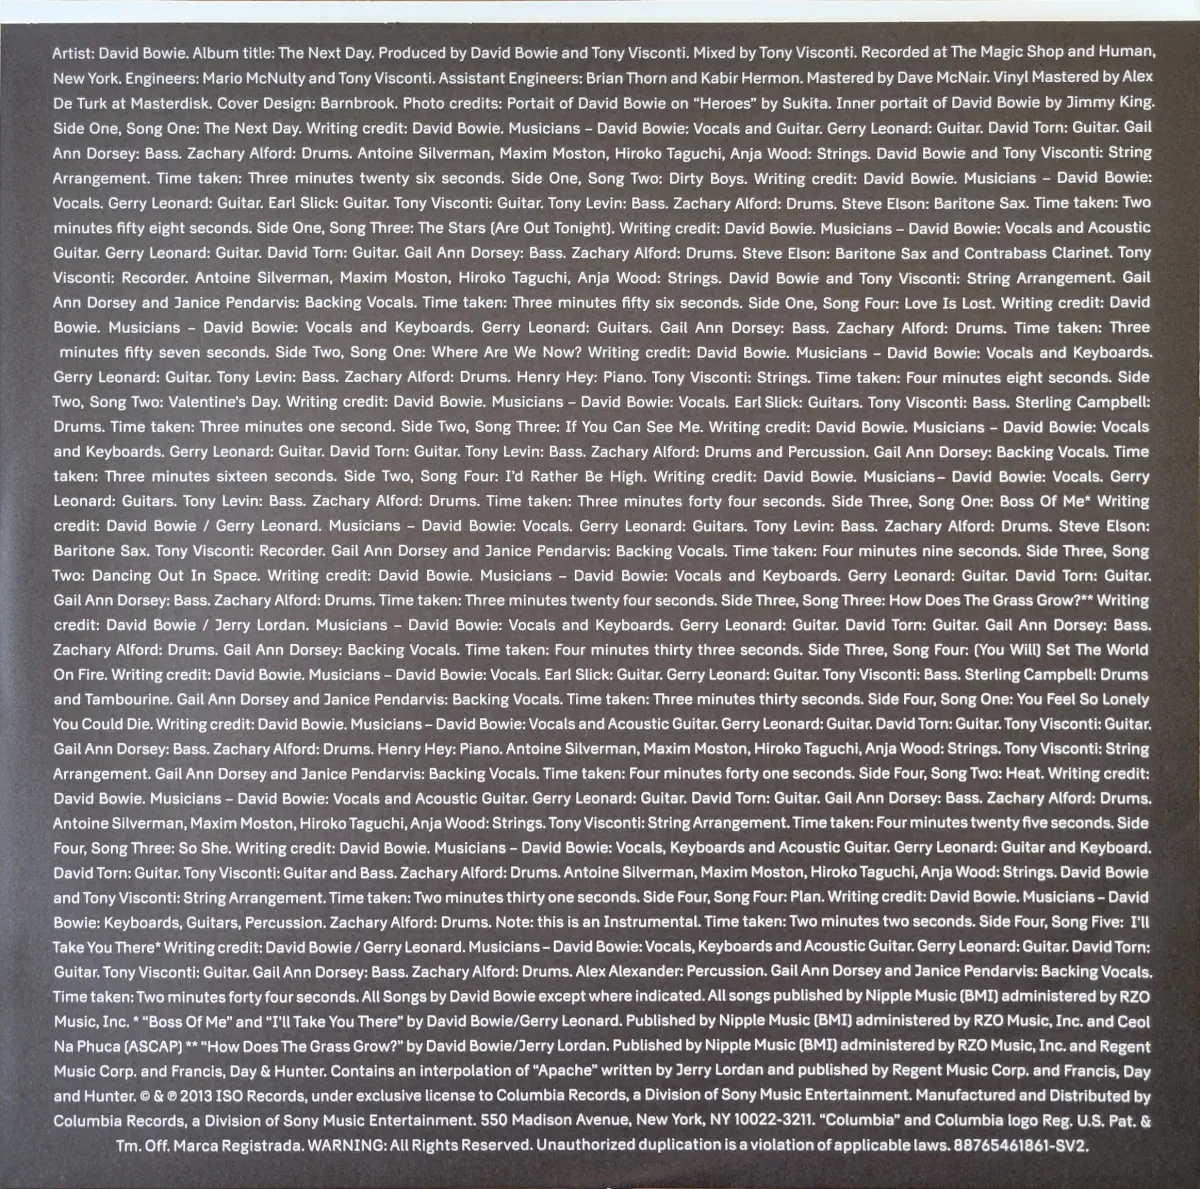 Artist: David Bowie. Album title: The Next Day. Produced by David Bowie and Tony Visconti. Mixed by Tony Visconti. Recorded at The Magic Shop and Human,
New York. Engineers: Mario McNulty and Tony Visconti. Assistant Engineers: Brian Thorn and Kabir Hermon. Mastered by Dave McNair. Vinyl Mastered by Alex
De Turk at Masterdisk. Cover Design: Barnbrook. Photo credits: Portait of David Bowie on “Heroes” by Sukita. Inner portait of David Bowie by Jimmy King.
Side One, Song One: The Next Day. Writing credit: David Bowie. Musicians – David Bowie: Vocals and Guitar. Gerry Leonard: Guitar. David Torn: Guitar. Gail
Ann Dorsey: Bass. Zachary Alford: Drums. Antoine Silverman, Maxim Moston, Hiroko Taguchi, Anja Wood: Strings. David Bowie and Tony Visconti: String
Arrangement. Time taken: Three minutes twenty six seconds. Side One, Song Two: Dirty Boys. Writing credit: David Bowie. Musicians – David Bowie:
Vocals. Gerry Leonard: Guitar. Earl Slick: Guitar. Tony Visconti: Guitar. Tony Levin: Bass. Zachary Alford: Drums. Steve Elson: Baritone Sax. Time taken: Two
minutes fifty eight seconds. Side One, Song Three: The Stars (Are Out Tonight). Writing credit: David Bowie. Musicians – David Bowie: Vocals and Acoustic
Guitar. Gerry Leonard: Guitar. David Torn: Guitar. Gail Ann Dorsey: Bass. Zachary Alford: Drums. Steve Elson: Baritone Sax and Contrabass Clarinet. Tony
Visconti: Recorder. Antoine Silverman, Maxim Moston, Hiroko Taguchi, Anja Wood: Strings. David Bowie and Tony Visconti: String Arrangement. Gail
Ann Dorsey and Janice Pendarvis: Backing Vocals. Time taken: Three minutes fifty six seconds. Side One, Song Four: Love Is Lost. Writing credit: David
Bowie. Musicians – David Bowie: Vocals and Keyboards. Gerry Leonard: Guitars. Gail Ann Dorsey: Bass. Zachary Alford: Drums. Time taken: Three
minutes fifty seven seconds. Side Two, Song One: Where Are We Now? Writing credit: David Bowie. Musicians – David Bowie: Vocals and Keyboards.
Gerry Leonard: Guitar. Tony Levin: Bass. Zachary Alford: Drums. Henry Hey: Piano. Tony Visconti: Strings. Time taken: Four minutes eight seconds. Side
Two, Song Two: Valentine's Day. Writing credit: David Bowie. Musicians – David Bowie: Vocals. Earl Slick: Guitars. Tony Visconti: Bass. Sterling Campbell:
Drums. Time taken: Three minutes one second. Side Two, Song Three: If You Can See Me. Writing credit: David Bowie. Musicians – David Bowie: Vocals
and Keyboards. Gerry Leonard: Guitar. David Torn: Guitar. Tony Levin: Bass. Zachary Alford: Drums and Percussion. Gail Ann Dorsey: Backing Vocals. Time
taken: Three minutes sixteen seconds. Side Two, Song Four: I'd Rather Be High. Writing credit: David Bowie. Musicians– David Bowie: Vocals. Gerry
Leonard: Guitars. Tony Levin: Bass. Zachary Alford: Drums. Time taken: Three minutes forty four seconds. Side Three, Song One: Boss Of Me* Writing
credit: David Bowie / Gerry Leonard. Musicians – David Bowie: Vocals. Gerry Leonard: Guitars. Tony Levin: Bass. Zachary Alford: Drums. Steve Elson:
Baritone Sax. Tony Visconti: Recorder. Gail Ann Dorsey and Janice Pendarvis: Backing Vocals. Time taken: Four minutes nine seconds. Side Three, Song
Two: Dancing Out In Space. Writing credit: David Bowie. Musicians – David Bowie: Vocals and Keyboards. Gerry Leonard: Guitar. David Torn: Guitar.
Gail Ann Dorsey: Bass. Zachary Alford: Drums. Time taken: Three minutes twenty four seconds. Side Three, Song Three: How Does The Grass Grow?** Writing
credit: David Bowie / Jerry Lordan. Musicians – David Bowie: Vocals and Keyboards. Gerry Leonard: Guitar. David Torn: Guitar. Gail Ann Dorsey: Bass.
Zachary Alford: Drums. Gail Ann Dorsey: Backing Vocals. Time taken: Four minutes thirty three seconds. Side Three, Song Four: (You Will) Set The World
On Fire. Writing credit: David Bowie. Musicians – David Bowie: Vocals. Earl Slick: Guitar. Gerry Leonard: Guitar. Tony Visconti: Bass. Sterling Campbell: Drums
and Tambourine. Gail Ann Dorsey and Janice Pendarvis: Backing Vocals. Time taken: Three minutes thirty seconds. Side Four, Song One: You Feel So Lonely
You Could Die. Writing credit: David Bowie. Musicians – David Bowie: Vocals and Acoustic Guitar. Gerry Leonard: Guitar. David Torn: Guitar. Tony Visconti: Guitar.
Gail Ann Dorsey: Bass. Zachary Alford: Drums. Henry Hey: Piano. Antoine Silverman, Maxim Moston, Hiroko Taguchi, Anja Wood: Strings. Tony Visconti: String
Arrangement. Gail Ann Dorsey and Janice Pendarvis: Backing Vocals. Time taken: Four minutes forty one seconds. Side Four, Song Two: Heat. Writing credit:
David Bowie. Musicians – David Bowie: Vocals and Acoustic Guitar. Gerry Leonard: Guitar. David Torn: Guitar. Gail Ann Dorsey: Bass. Zachary Alford: Drums.
Antoine Silverman, Maxim Moston, Hiroko Taguchi, Anja Wood: Strings. Tony Visconti: String Arrangement. Time taken: Four minutes twenty five seconds. Side
Four, Song Three: So She. Writing credit: David Bowie. Musicians – David Bowie: Vocals, Keyboards and Acoustic Guitar. Gerry Leonard: Guitar and Keyboard.
David Torn: Guitar. Tony Visconti: Guitar and Bass. Zachary Alford: Drums. Antoine Silverman, Maxim Moston, Hiroko Taguchi, Anja Wood: Strings. David Bowie
and Tony Visconti: String Arrangement. Time taken: Two minutes thirty one seconds. Side Four, Song Four: Plan. Writing credit: David Bowie. Musicians – David
Bowie: Keyboards, Guitars, Percussion. Zachary Alford: Drums. Note: this is an Instrumental. Time taken: Two minutes two seconds. Side Four, Song Five: I'll
Take You There* Writing credit: David Bowie / Gerry Leonard. Musicians – David Bowie: Vocals, Keyboards and Acoustic Guitar. Gerry Leonard: Guitar. David Torn:
Guitar. Tony Visconti: Guitar. Gail Ann Dorsey: Bass. Zachary Alford: Drums. Alex Alexander: Percussion. Gail Ann Dorsey and Janice Pendarvis: Backing Vocals.
Time taken: Two minutes forty four seconds. All Songs by David Bowie except where indicated. All songs published by Nipple Music (BMI) administered by RZO
Music, Inc. * “Boss Of Me” and “I'll Take You There” by David Bowie/Gerry Leonard. Published by Nipple Music (BMI) administered by RZO Music, Inc. and Ceol
Na Phuca (ASCAP) ** “How Does The Grass Grow?” by David Bowie/Jerry Lordan. Published by Nipple Music (BMI) administered by RZO Music, Inc. and Regent
Music Corp. and Francis, Day & Hunter. Contains an interpolation of “Apache” written by Jerry Lordan and published by Regent Music Corp. and Francis, Day
and Hunter. © & ℗ 2013 ISO Records, under exclusive license to Columbia Records, a Division of Sony Music Entertainment. Manufactured and Distributed by
Columbia Records, a Division of Sony Music Entertainment. 550 Madison Avenue, New York, NY 10022-3211. “Columbia” and Columbia logo Reg. U.S. Pat. &
Tm. Off. Marca Registrada. WARNING: All Rights Reserved. Unauthorized duplication is a violation of applicable laws. 88765461861-SV2.